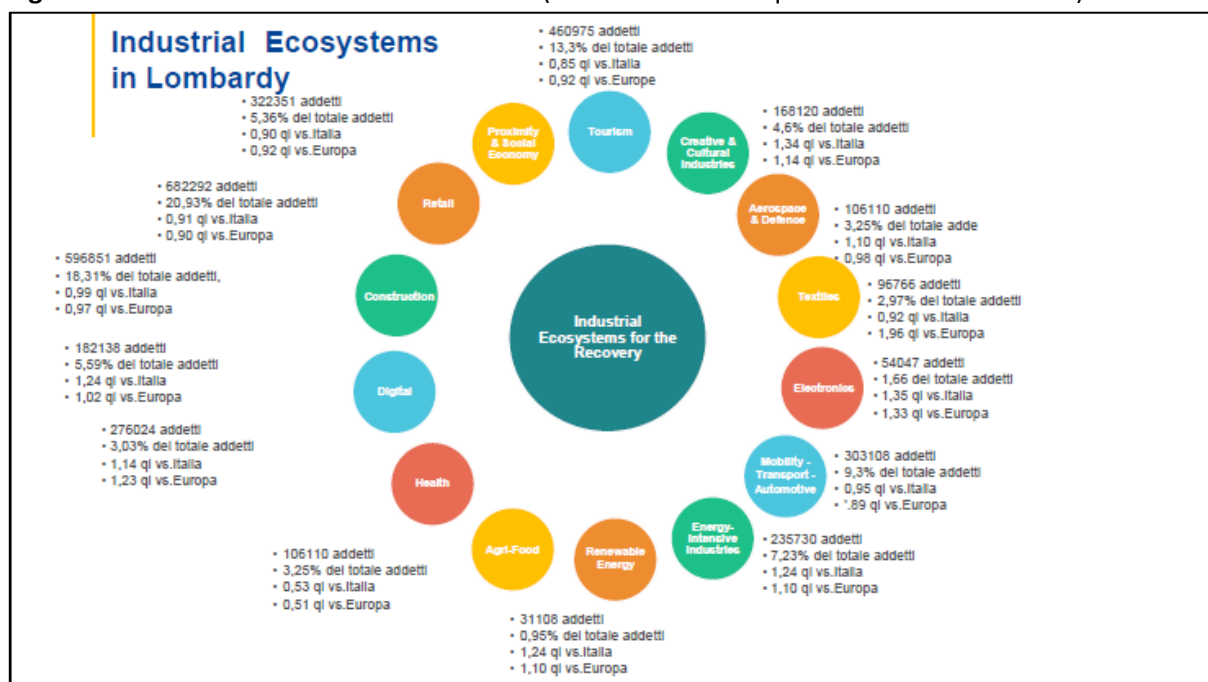 Industrial Ecosystems
in Lombardy
• 460975 addetti
• 13,3% del totale addetti
• 0,85 ql vs.Italia
• 0,92 ql vs.Europe
• 322351 addetti
• 5,36% del totale addetti
• 0,90 ql vs.Italia
• 0,92 ql vs.Europa
Proximity
& Social
Economy
Tourism
Creative &
Cultural
Industries
• 168120 addetti
• 4,6% del totale addetti
• 1,34 ql vs.Italia
• 1,14 ql vs.Europa
• 682292 addetti
• 20,93% del totale addetti
• 0,91 ql vs.Italia
• 0,90 ql vs.Europa
Retail
Aerospace
& Defence
• 106110 addetti
• 3,25% del totale adde
• 1,10 ql vs.Italia
• 0,98 ql vs.Europa
• 596851 addetti
• 18,31% del totale addetti,
• 0,99 ql vs.Italia
• 0,97 ql vs.Europa
Construction
Textiles
• 96766 addetti
• 2,97% del totale addetti
• 0,92 ql vs.Italia
• 1,96 ql vs.Europa
Industrial
Ecosystems for the
Recovery
• 182138 addetti
• 5,59% del totale addetti
• 1,24 ql vs.Italia
• 1,02 ql vs.Europa
Digital
Electronics
• 54047 addetti
• 1,66 del totale addetti
• 1,35 ql vs.Italia
• 1,33 ql vs.Europa
• 276024 addetti
• 3,03% del totale addetti
• 1,14 ql vs.Italia
• 1,23 ql vs.Europa
Health
Mobility -
Transport -
Automotive
• 303108 addetti
• 9,3% del totale addetti
• 0,95 ql vs.Italia
• '.89 ql vs.Europa
• 106110 addetti
• 3,25% del totale addetti
• 0,53 ql vs.Italia
• 0,51 ql vs.Europa
Agri-Food
Renewable
Energy
Energy-
Intensive
Industries
• 235730 addetti
• 7,23% del totale addetti
• 1,24 ql vs.Italia
• 1,10 ql vs.Europa
• 31108 addetti
• 0,95% del totale addetti
• 1,24 ql vs.Italia
• 1,10 ql vs.Europa